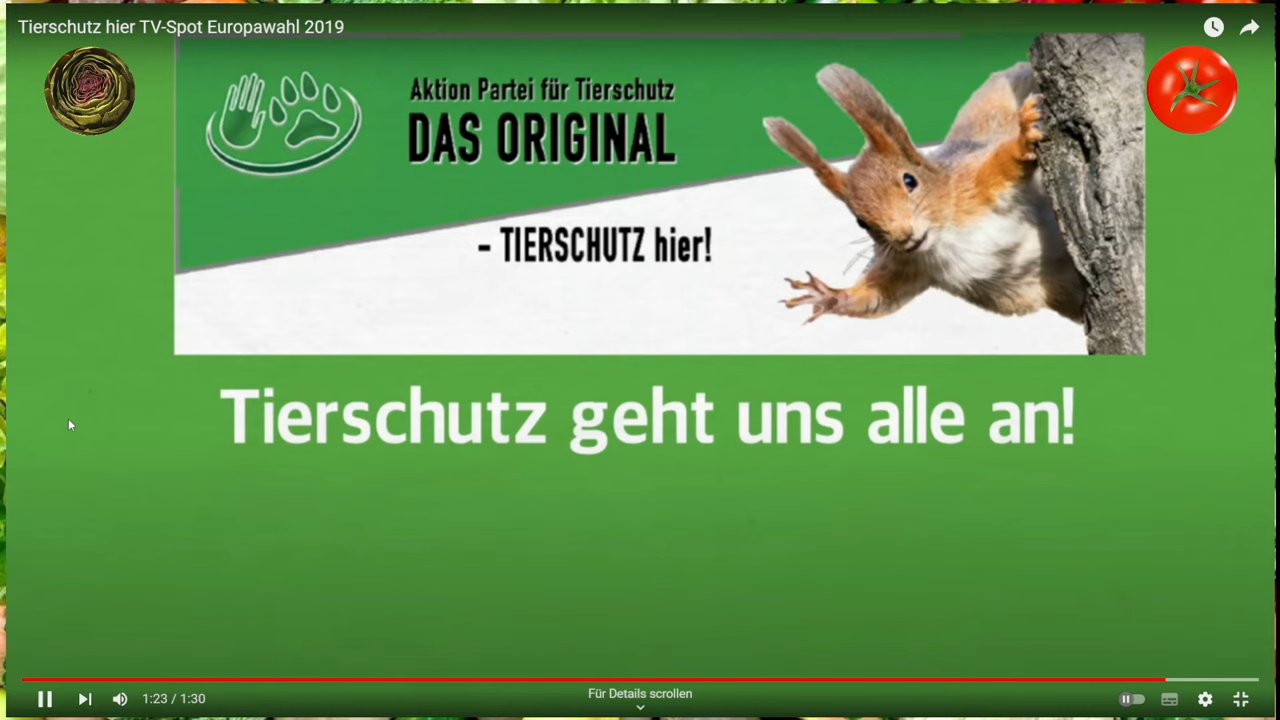 Tierschutz hier TV-Spot Europawahl 2019
Aktion Partei für Tierschutz
DAS ORIGINAL
- TIERSCHUTZ hier!
Tierschutz geht uns alle an!
1:23 / 1:30
Für Details scrollen